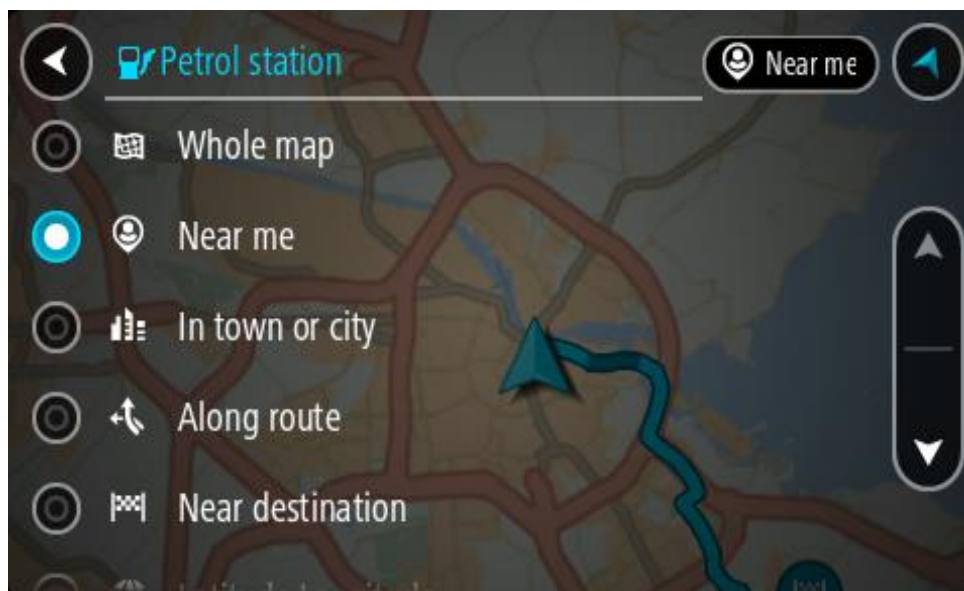 Petrol station
Near me
Whole map
Near me
In town or city
Along route
Near destination